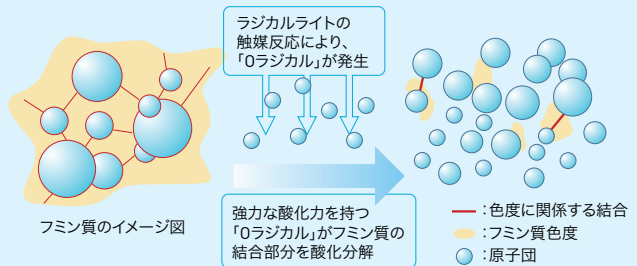 ラジカルライトの
触媒反応により、
「Oラジカル」が発生
フミン質のイメージ図
強力な酸化力を持つ
「Oラジカル」がフミン質の
結合部分を酸化分解
：色度に関係する結合
：フミン質色度
：原子団